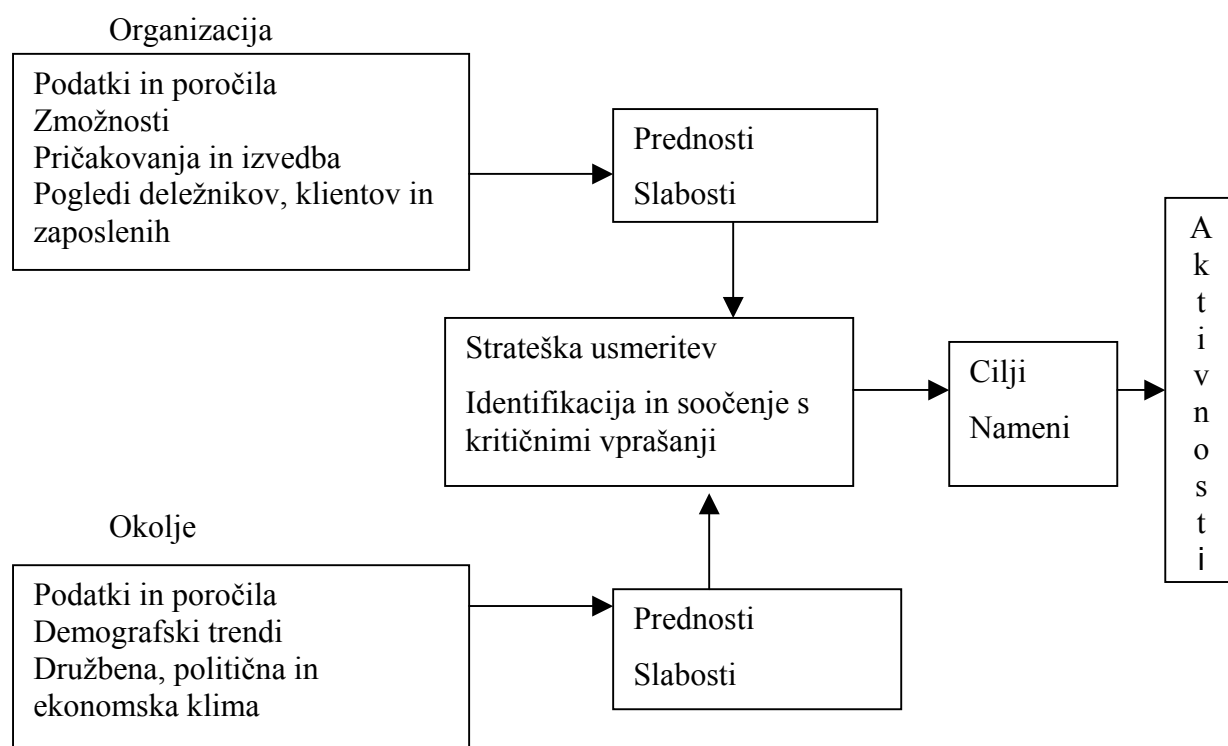 Organizacija
Podatki in poročila
Zmožnosti
Pričakovanja in izvedba
Pogledi deležnikov, klientov in
zaposlenih
Prednosti
Slabosti
Strateška usmeritev
Identifikacija in soočenje s
kritičnimi vprašanji
Cilji
Nameni
A
k
t
i
v
n
o
s
t
i
Okolje
Podatki in poročila
Demografski trendi
Družbena, politična in
ekonomska klima
Prednosti
Slabosti